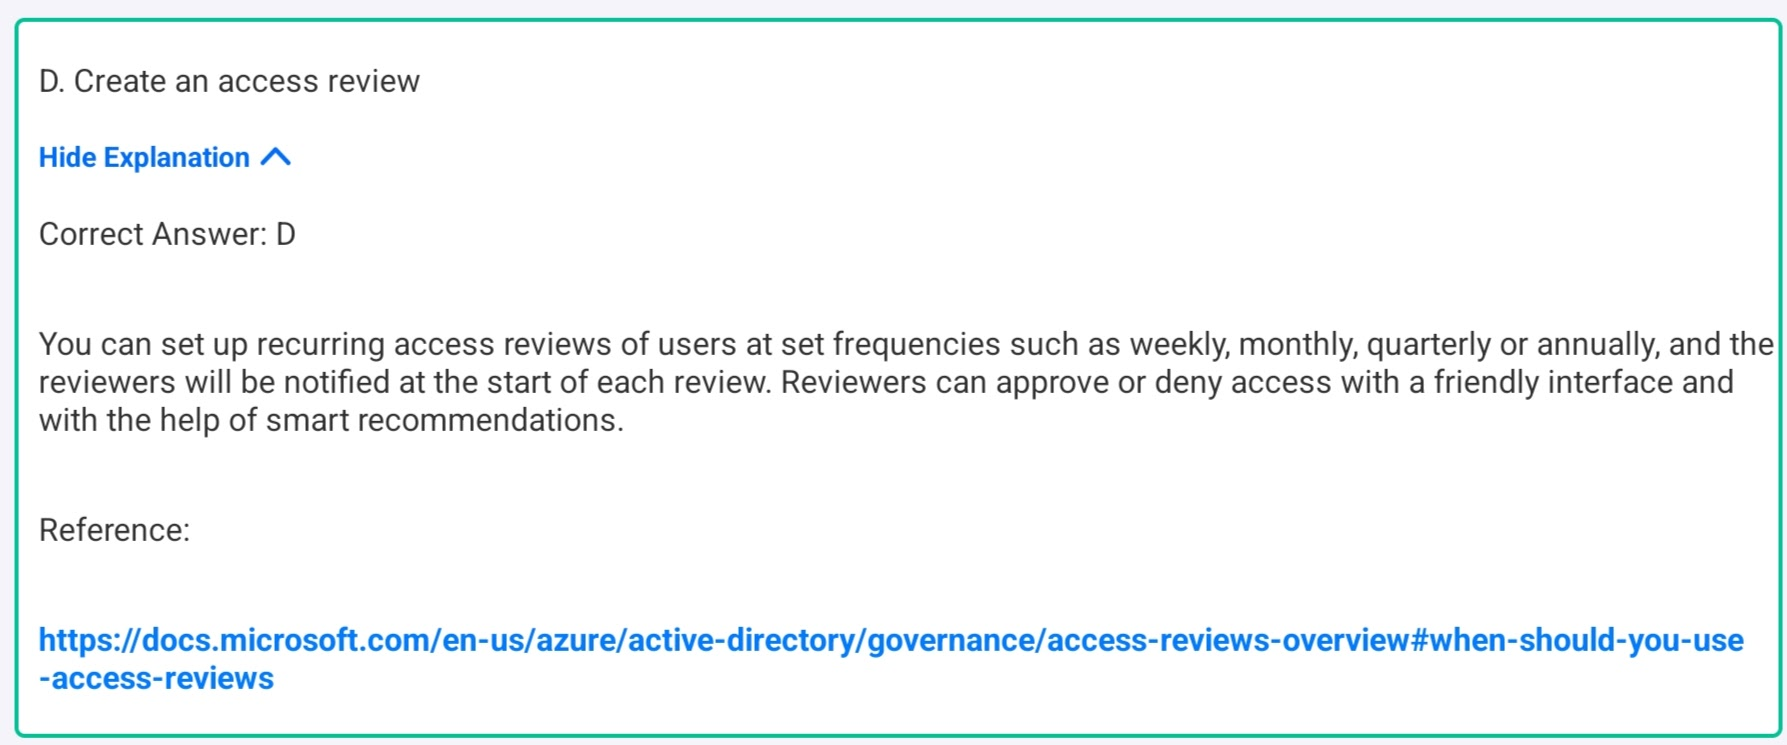 D. Create an access review
Hide Explanation
Correct Answer: D
You can set up recurring access reviews of users at set frequencies such as weekly, monthly, quarterly or annually, and the
reviewers will be notified at the start of each review. Reviewers can approve or deny access with a friendly interface and
with the help of smart recommendations.
Reference:
https://docs.microsoft.com/en-us/azure/active-directory/governance/access-reviews-overview#when-should-you-use
-access-reviews